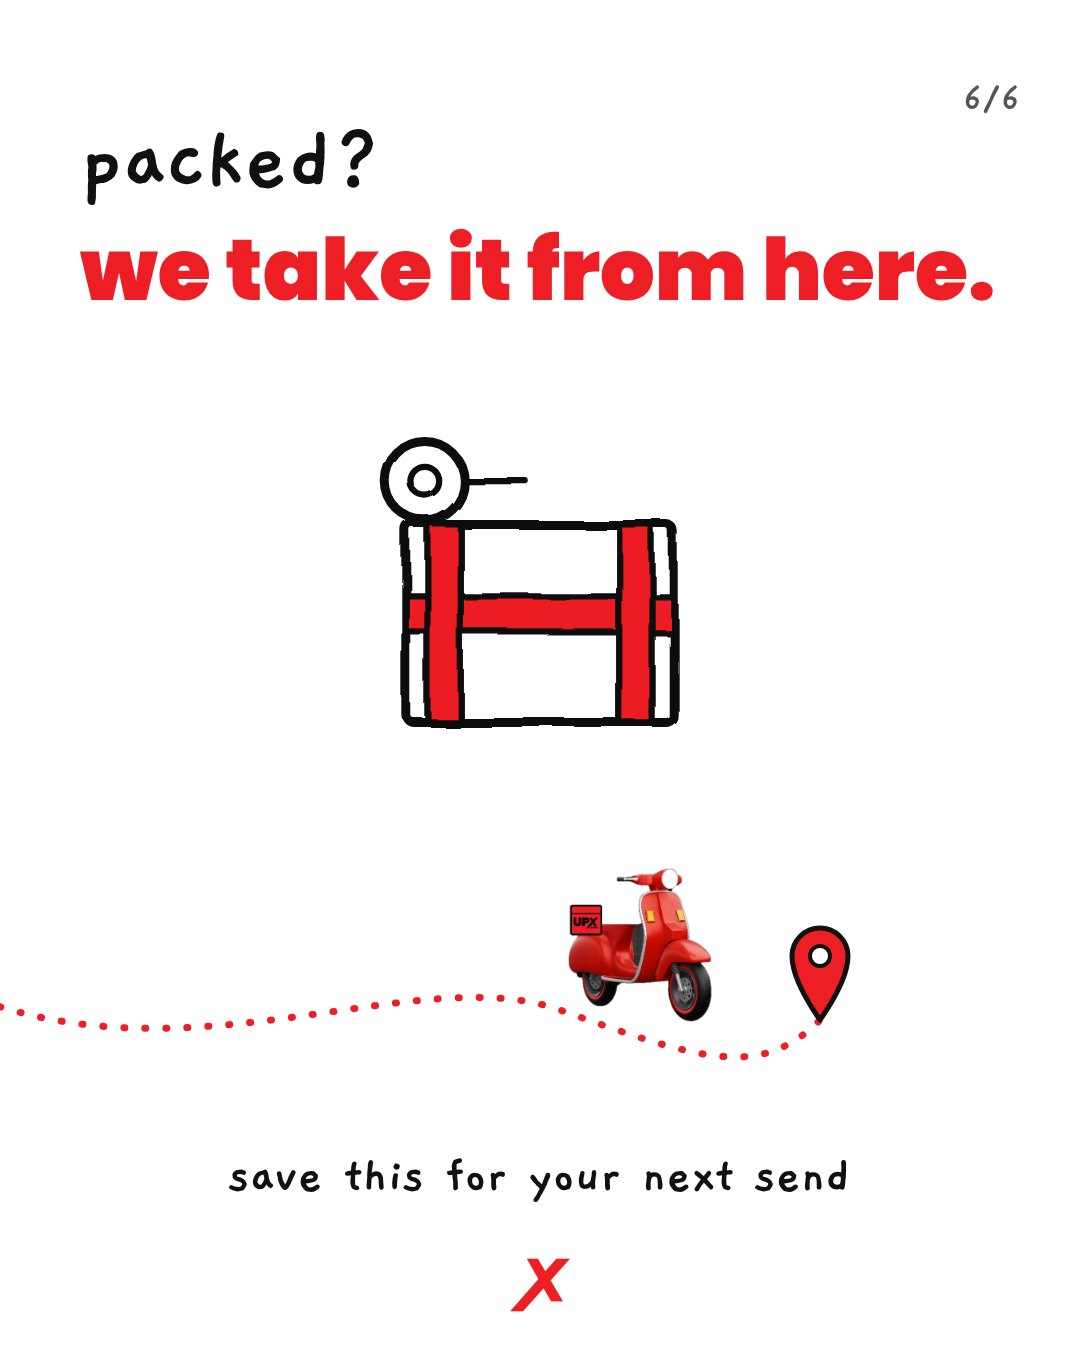 6/6
packed?
we take it from here.
UPX
save this for your next send
X